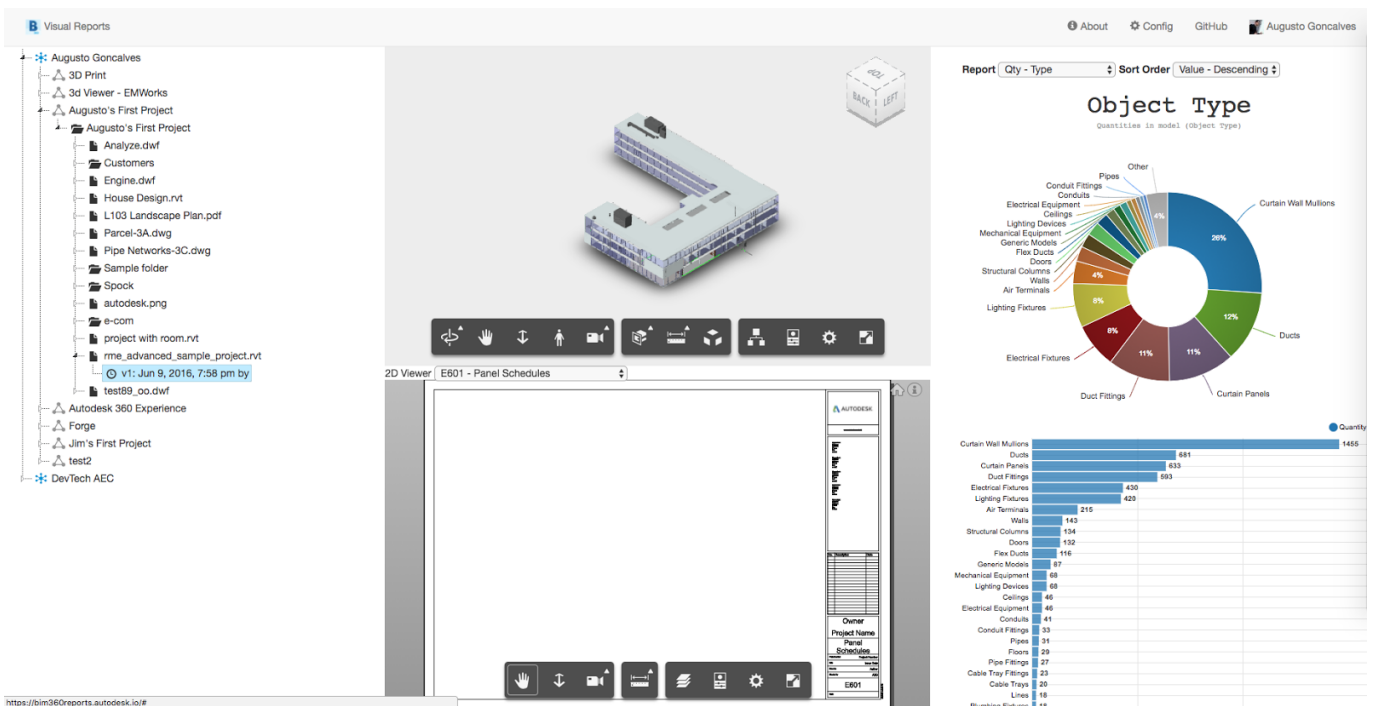 B Visual Reports
About Config GitHub Augusto Goncalves
Augusto Goncalves
3D Print
3d Viewer - EMWorks
Augusto's First Project
Augusto's First Project
Analyze.dwf
Customers
Engine.dwf
House Design.rvt
L103 Landscape Plan.pdf
Parcel-3A.dwg
Pipe Networks-3C.dwg
Sample folder
Spock
autodesk.png
e-com
project with room.rvt
rme_advanced_sample_project.rvt
v1: Jun 9, 2016, 7:58 pm by
test89_oo.dwf
Autodesk 360 Experience
Forge
Jim's First Project
test2
DevTech AEC
https://bim360reports.autodesk.io/#
TOP
BACK LEFT
2D Viewer E601 - Panel Schedules
AUTODESK
Owner
Project Name
Panel
Schedules
E601
Report Qty - Type Sort Order Value - Descending
Object Type
Quantities in model (Object Type)
Other
Pipes
Conduit Fittings
Conduits
Electrical Equipment
Ceilings
Lighting Devices
Mechanical Equipment
Generic Models
Flex Ducts
Doors
Structural Columns
Walls
Air Terminals
Lighting Fixtures
Electrical Fixtures
Duct Fittings
Curtain Panels
Ducts
Curtain Wall Mullions
4%
26%
12%
11%
11%
8%
8%
4%
Quantity
Curtain Wall Mullions 1455
Ducts 681
Curtain Panels 633
Duct Fittings 593
Electrical Fixtures 430
Lighting Fixtures 420
Air Terminals 215
Walls 143
Structural Columns 134
Doors 132
Flex Ducts 116
Generic Models 87
Mechanical Equipment 68
Lighting Devices 68
Ceilings 46
Electrical Equipment 46
Conduits 41
Conduit Fittings 33
Pipes 31
Floors 29
Pipe Fittings 27
Cable Tray Fittings 23
Cable Trays 20
Lines 18
Plumbing Fixtures 18